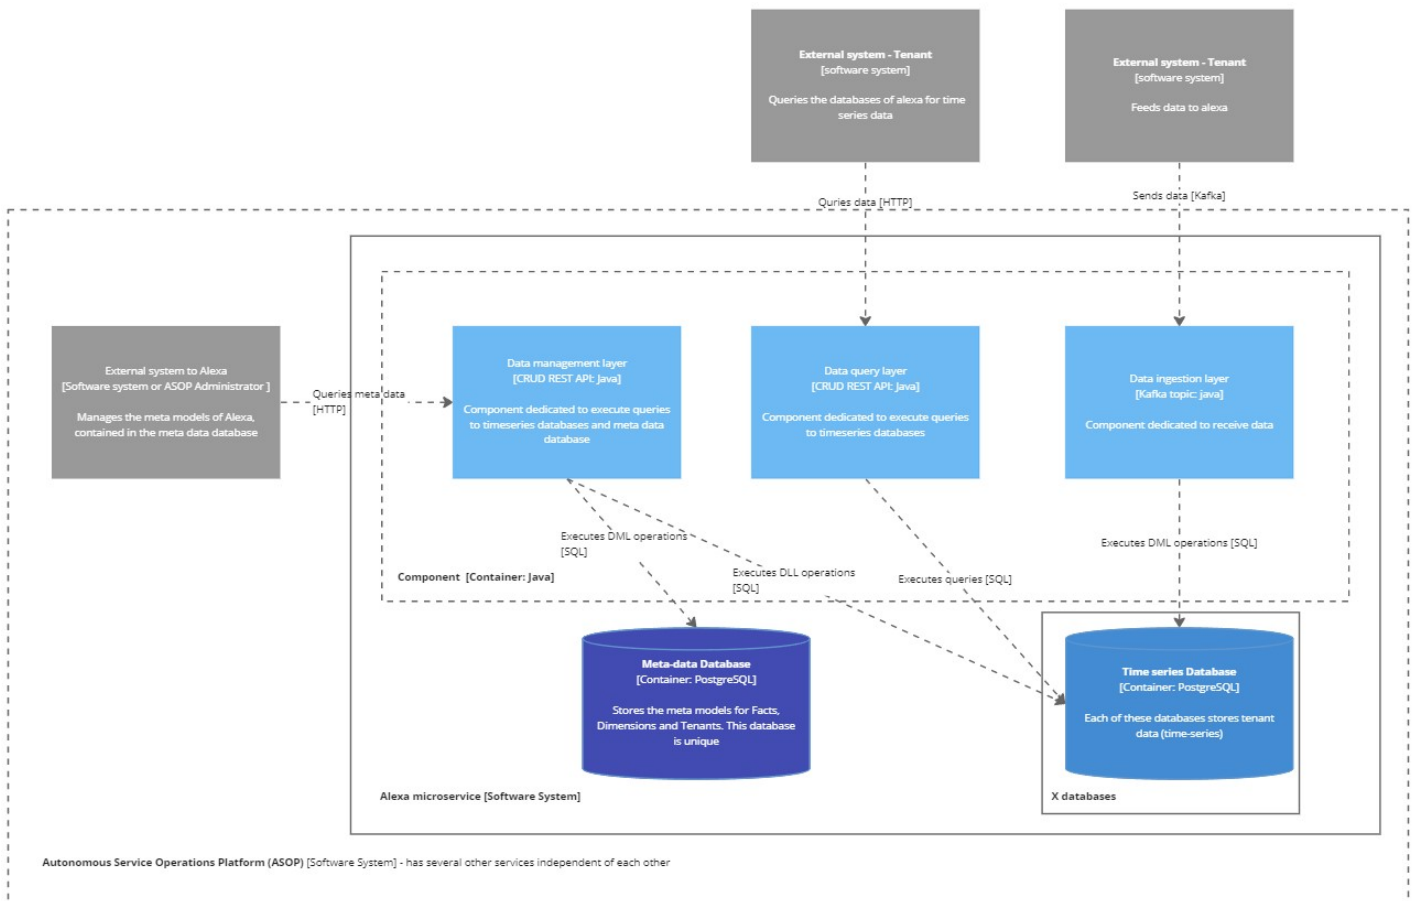 External system - Tenant
[software system]
Queries the databases of alexa for time
series data
External system - Tenant
[software system]
Feeds data to alexa
Quries data [HTTP]
Sends data [Kafka]
External system to Alexa
[Software system or ASOP Administrator ]
Manages the meta models of Alexa,
contained in the meta data database
Queries meta data
[HTTP]
Data management layer
[CRUD REST API: Java]
Component dedicated to execute queries
to timeseries databases and meta data
database
Data query layer
[CRUD REST API: Java]
Component dedicated to execute queries
to timeseries databases
Data ingestion layer
[Kafka topic: java]
Component dedicated to receive data
Executes DML operations
[SQL]
Executes DLL operations
[SQL]
Executes queries [SQL]
Executes DML operations [SQL]
Component [Container: Java]
Meta-data Database
[Container: PostgreSQL]
Stores the meta models for Facts,
Dimensions and Tenants. This database
is unique
Time series Database
[Container: PostgreSQL]
Each of these databases stores tenant
data (time-series)
Alexa microservice [Software System]
X databases
Autonomous Service Operations Platform (ASOP) [Software System] - has several other services independent of each other